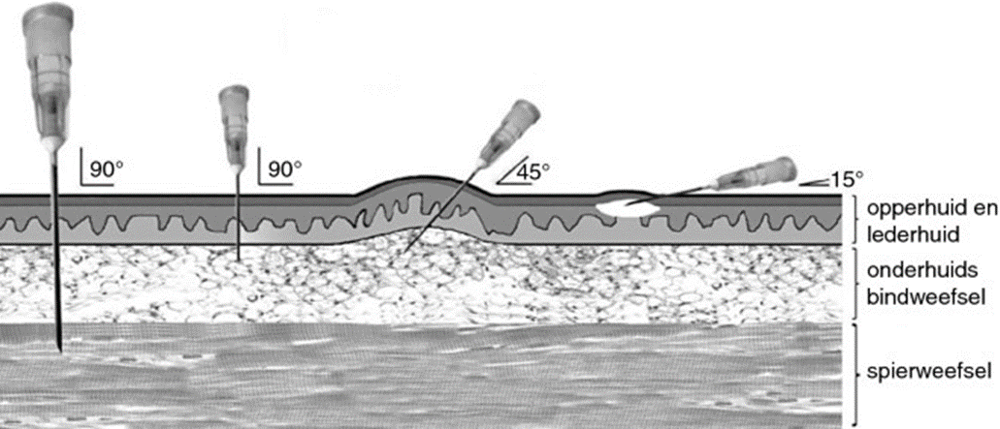 90°
90°
45°
15°
opperhuid en
lederhuid
onderhuids
bindweefsel
spierweefsel